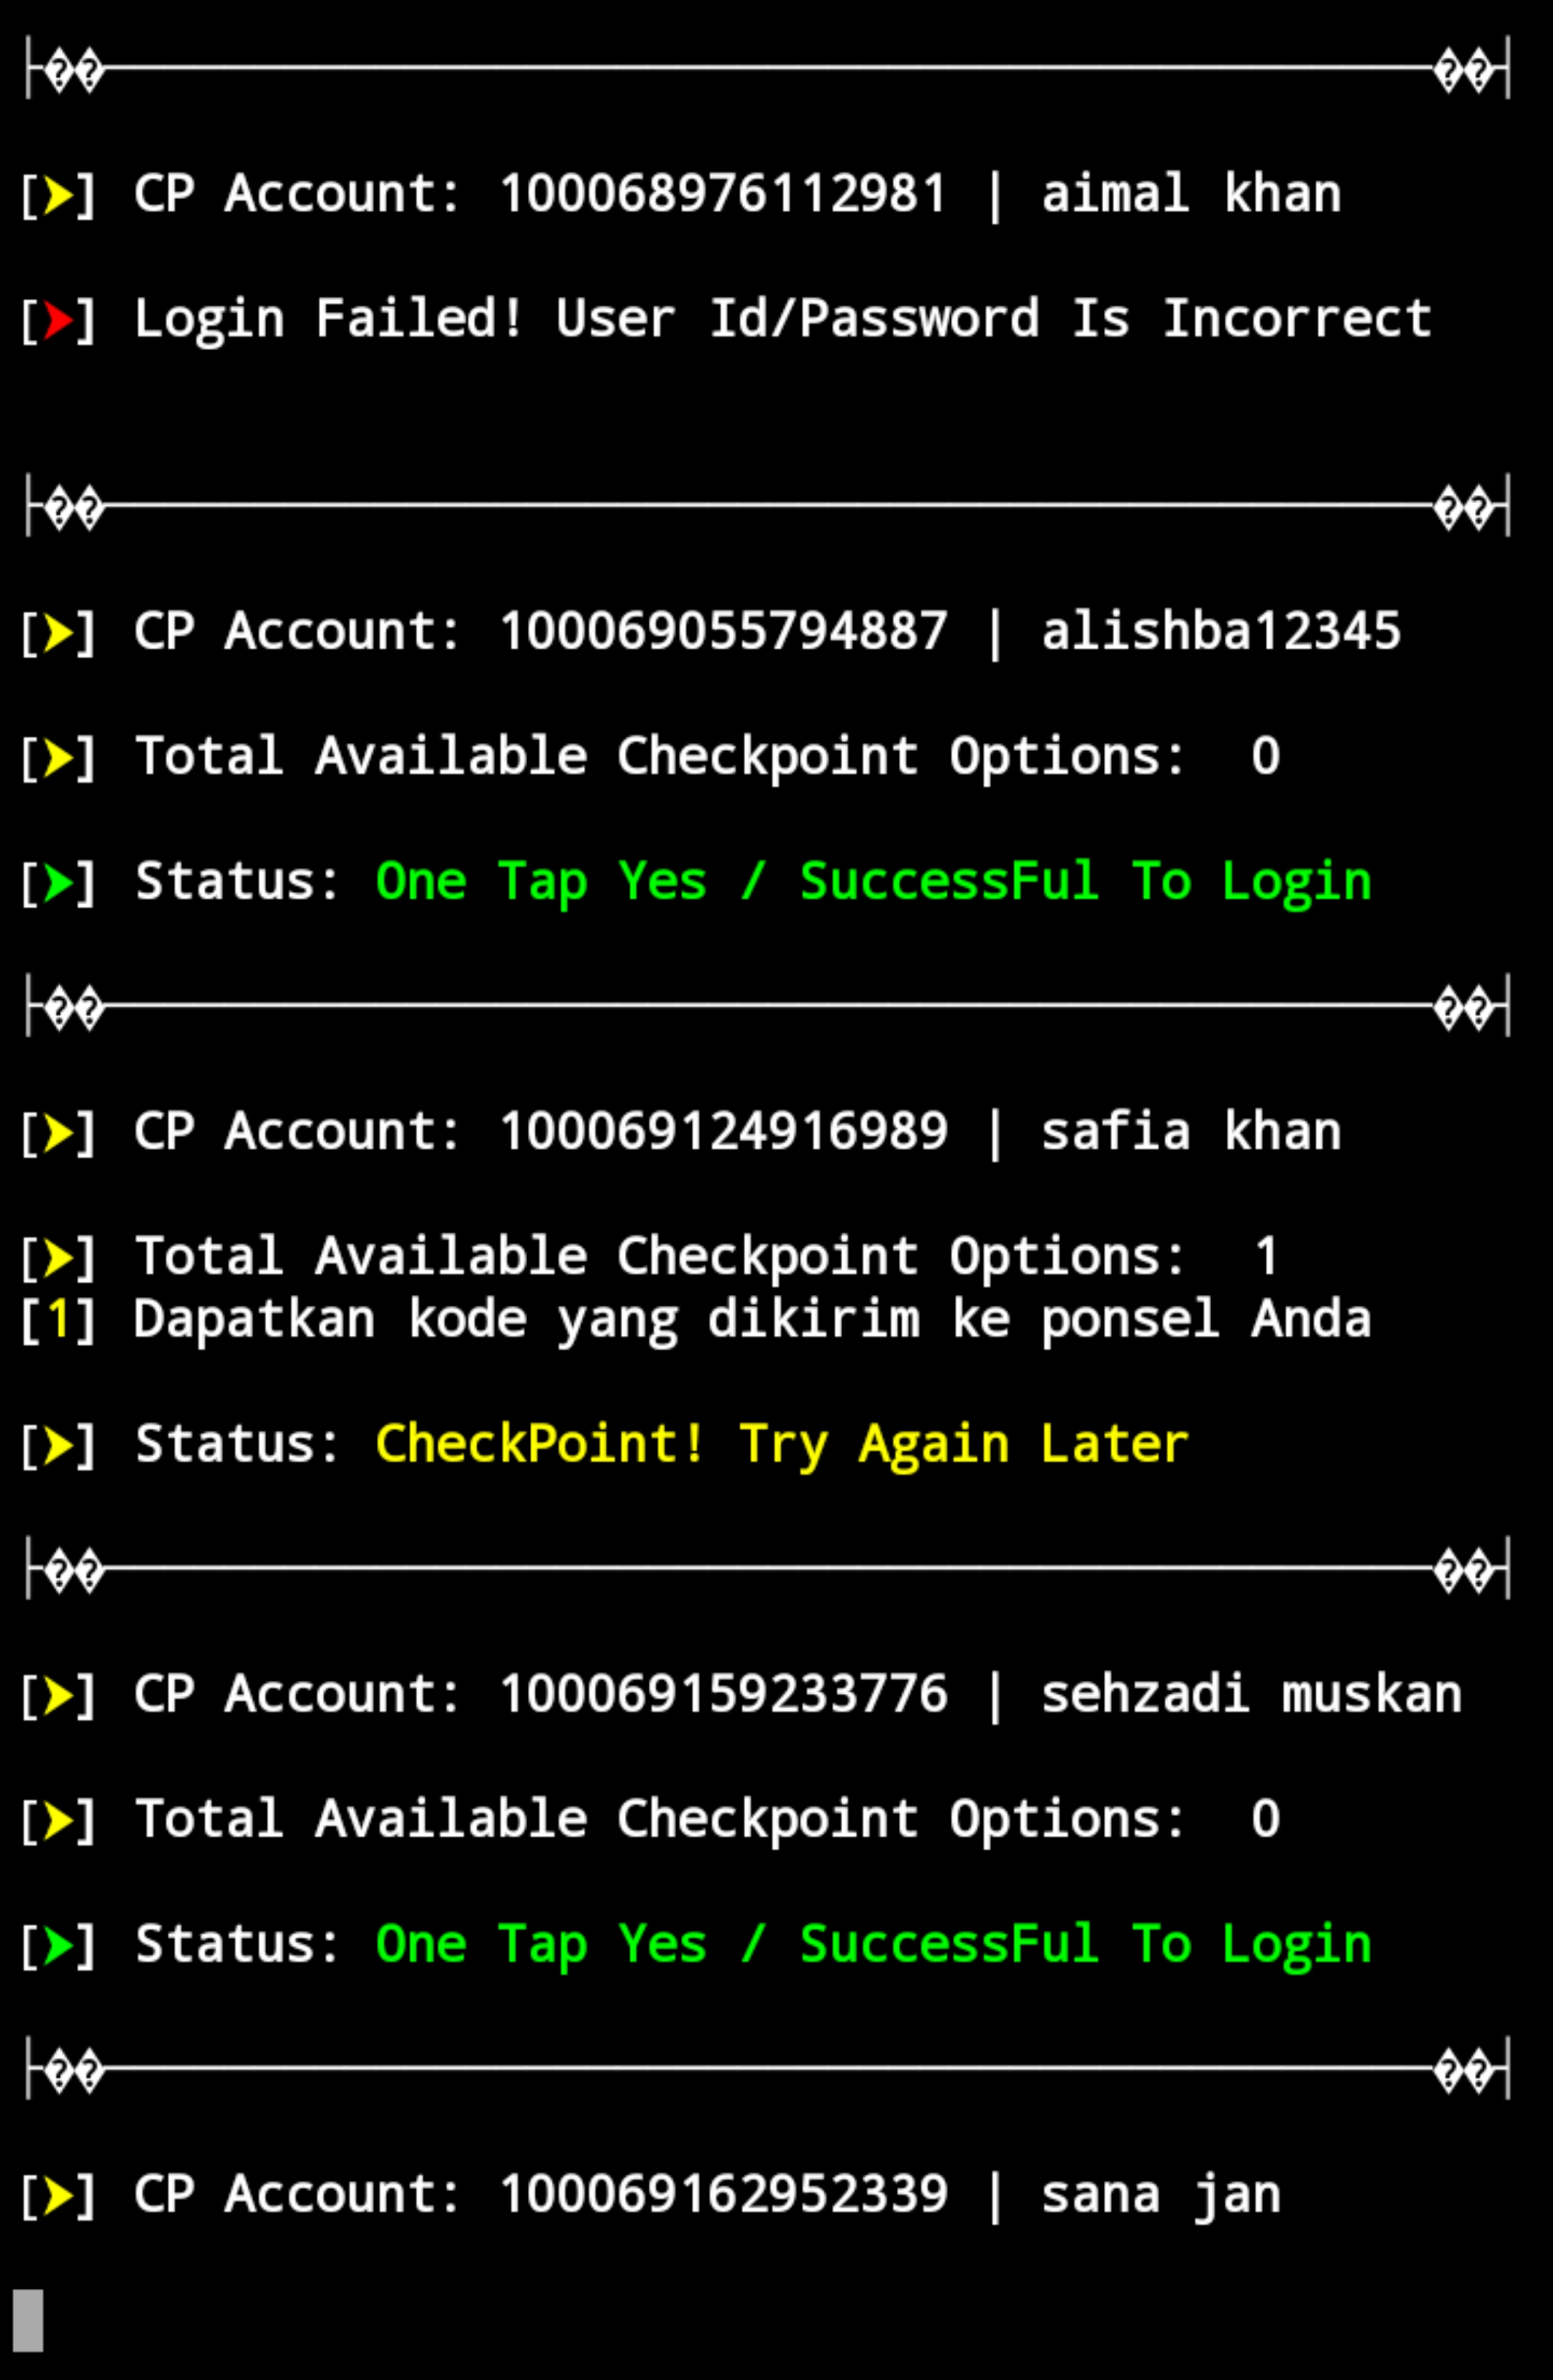 [➤] CP Account: 100068976112981 | aimal khan
[➤] Login Failed! User Id/Password Is Incorrect
[➤] CP Account: 100069055794887 | alishba12345
[➤] Total Available Checkpoint Options:  0
[➤] Status: One Tap Yes / SuccessFul To Login
[➤] CP Account: 100069124916989 | safia khan
[➤] Total Available Checkpoint Options:  1
[1] Dapatkan kode yang dikirim ke ponsel Anda
[➤] Status: CheckPoint! Try Again Later
[➤] CP Account: 100069159233776 | sehzadi muskan
[➤] Total Available Checkpoint Options:  0
[➤] Status: One Tap Yes / SuccessFul To Login
[➤] CP Account: 100069162952339 | sana jan